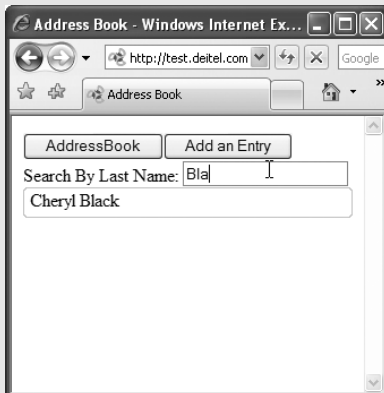 Address Book - Windows Internet Ex...
http://test.deitel.com
Google
Address Book
»
AddressBook Add an Entry
Search By Last Name: Bla
Cheryl Black